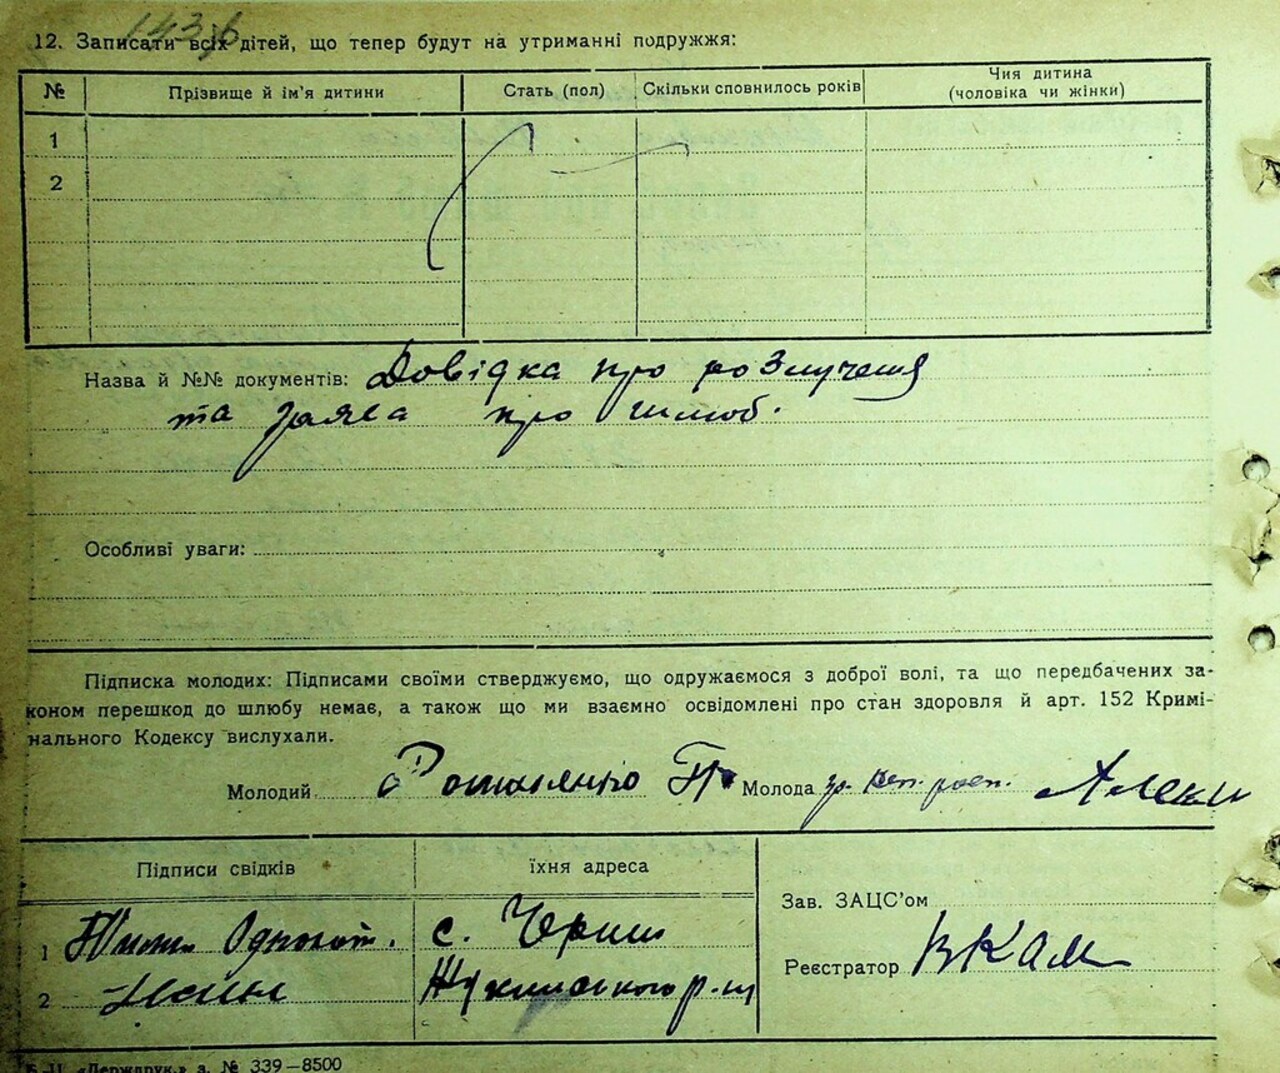 143,б
12. Записати всіх дітей, що тепер будут на утриманні подружжя:
№ Прізвище й ім'я дитини Стать (пол) Скільки сповнилось років Чия дитина (чоловіка чи жінки)
1
2
Назва й №№ документів: Довідка про розлучення
та заява про шлюб.
Особливі уваги:
Підписка молодих: Підписами своїми стверджуємо, що одружаємося з доброї волі, та що передбачених за-
коном перешкод до шлюбу немає, а також що ми взаємно освідомлені про стан здоровля й арт. 152 Кримі-
нального Кодексу вислухали.
Молодий Молода
Підписи свідків їхня адреса
Зав. ЗАЦС'ом
1 с.
Реєстратор
2 р-ну
«Держдрук.» з. № 339—8500